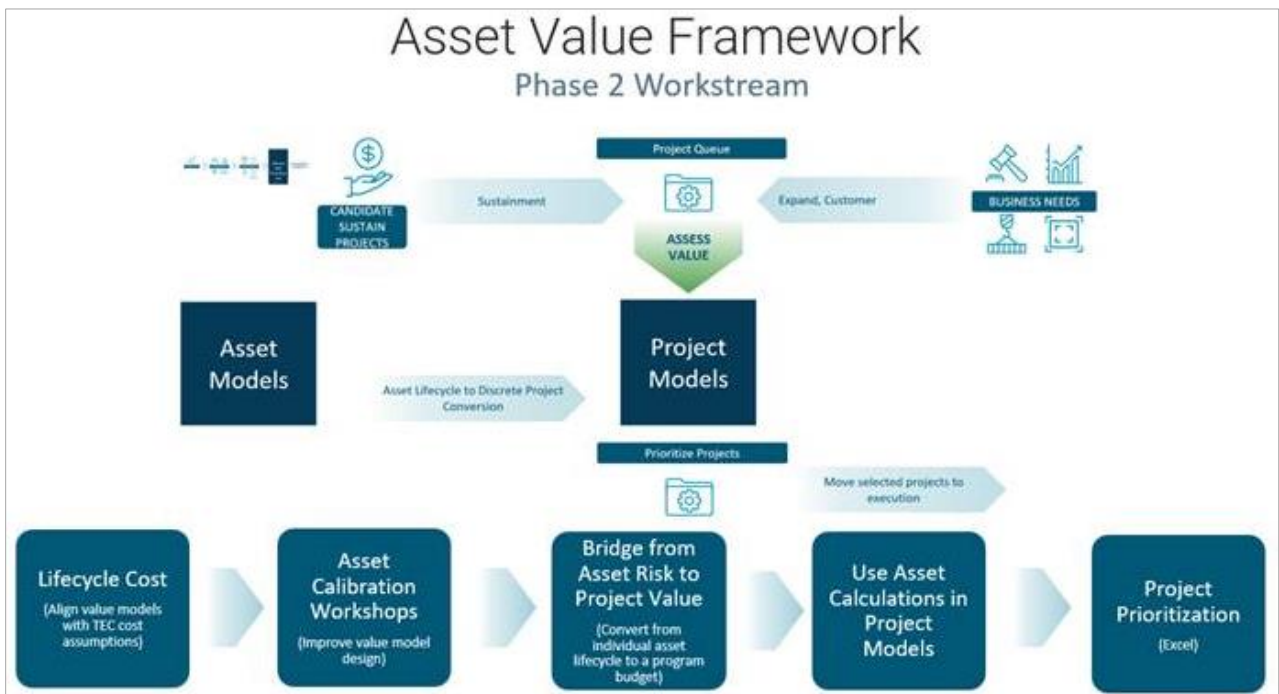 Asset Value Framework
Phase 2 Workstream
Project Queue
CANDIDATE
SUSTAIN
PROJECTS
Sustainment
Expand, Customer
BUSINESS NEEDS
ASSESS
VALUE
Asset
Models
Project
Models
Asset Lifecycle to Discrete Project
Conversion
Prioritize Projects
Move selected projects to
execution
Lifecycle Cost
(Align value models
with TEC cost
assumptions)
Asset
Calibration
Workshops
(Improve value model
design)
Bridge from
Asset Risk to
Project Value
(Convert from
individual asset
lifecycle to a program
budget)
Use Asset
Calculations in
Project
Models
Project
Prioritization
(Excel)